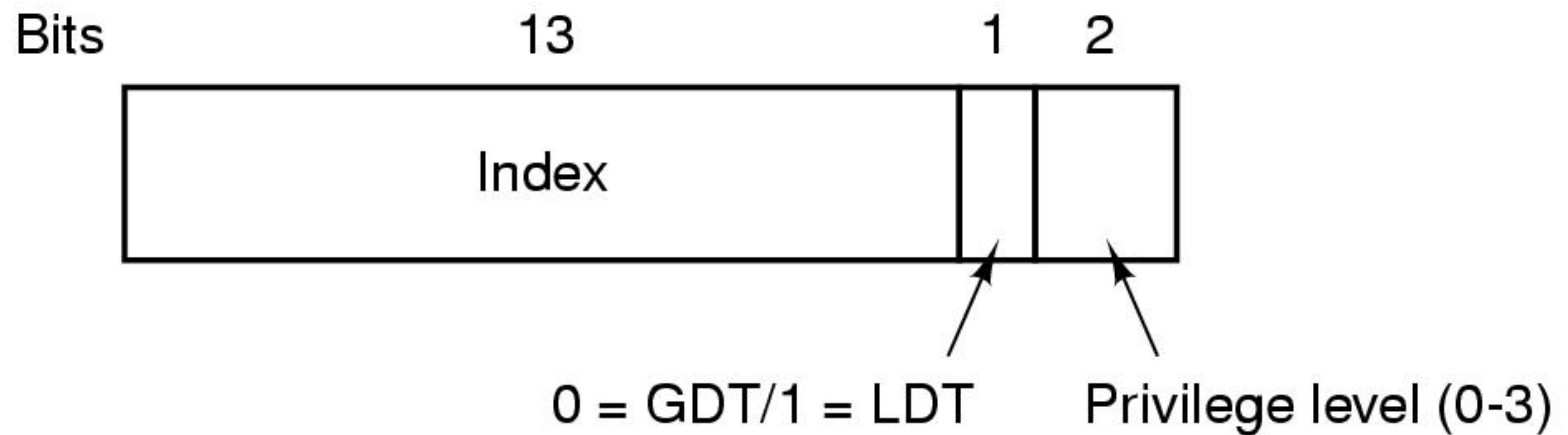 Bits 13 1 2
Index
0 = GDT/1 = LDT Privilege level (0-3)